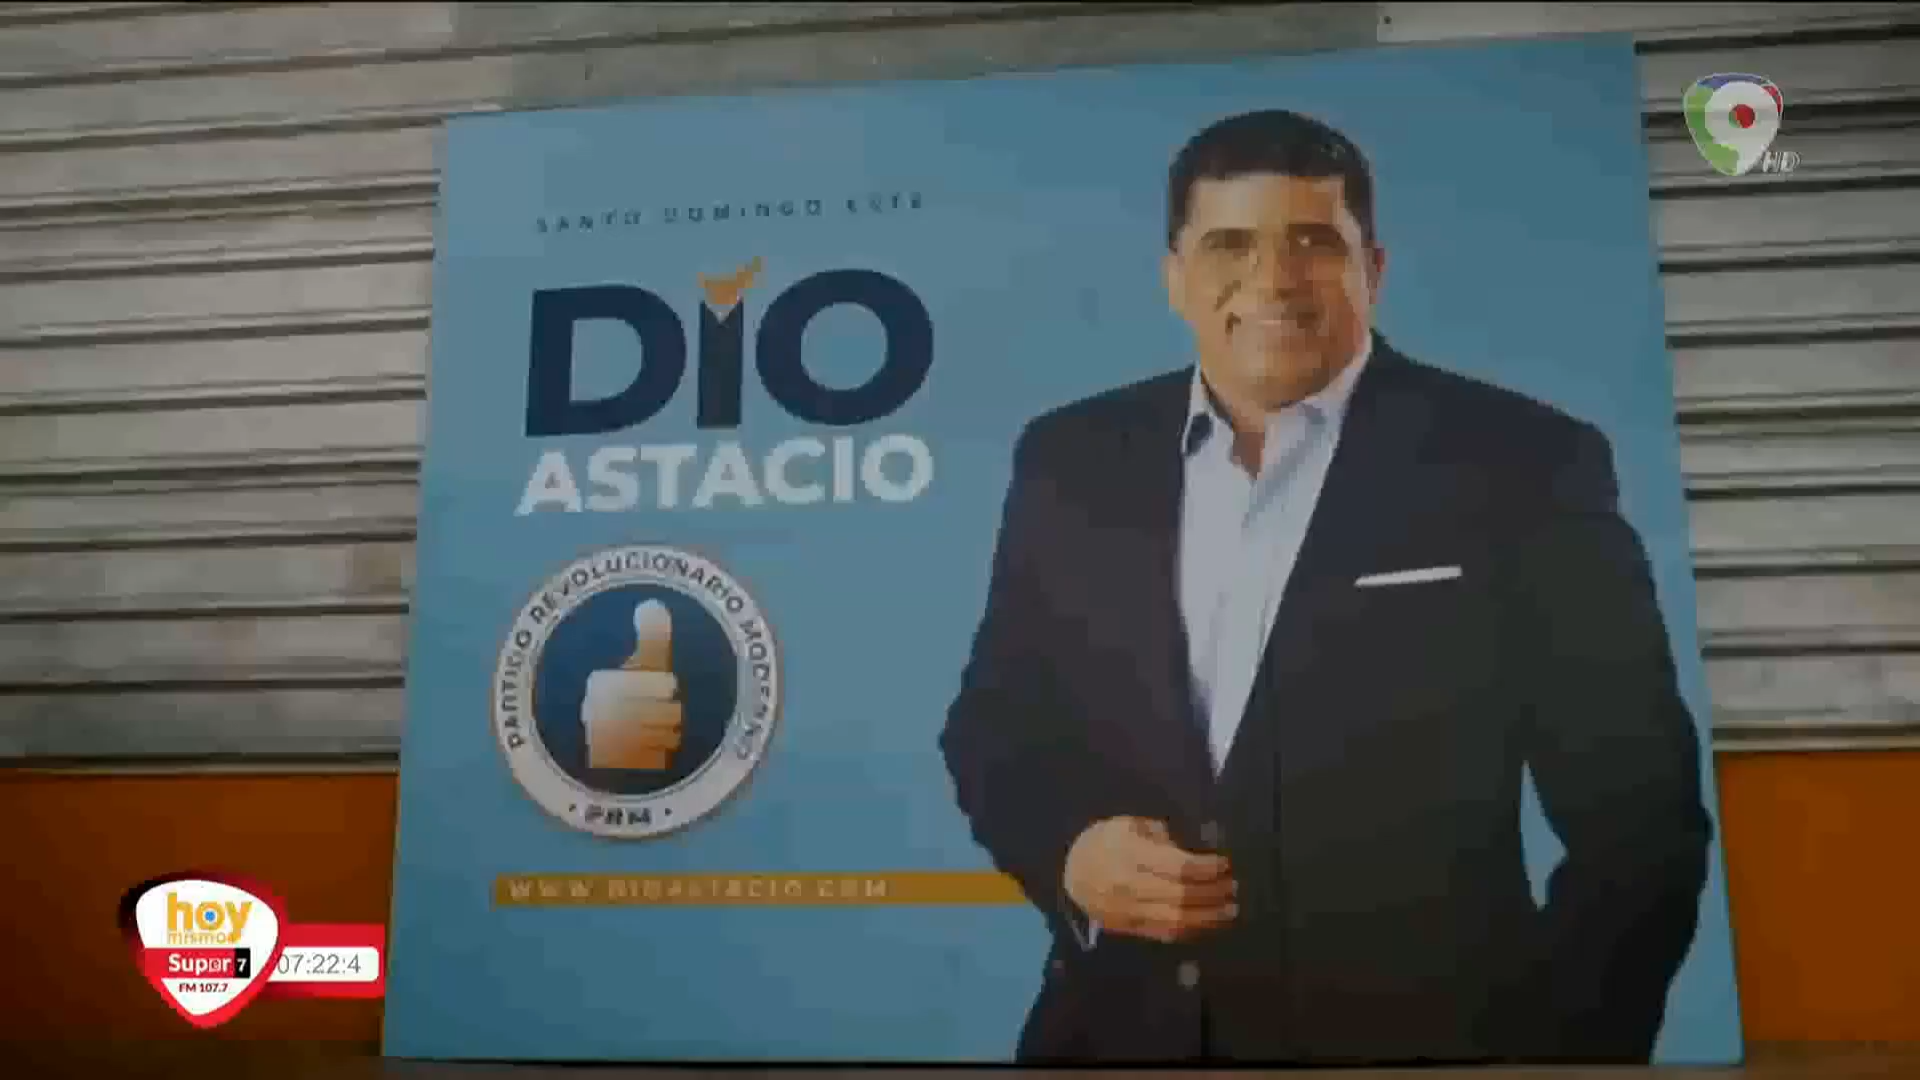 SANTO DOMINGO ESTE
DÍO
ASTACIO
PARTIDO REVOLUCIONARIO MODERNO
• PRM •
WWW.DIOASTACIO.COM
HD
hoy
mismo
Super 7
FM 107.7
07:22:4